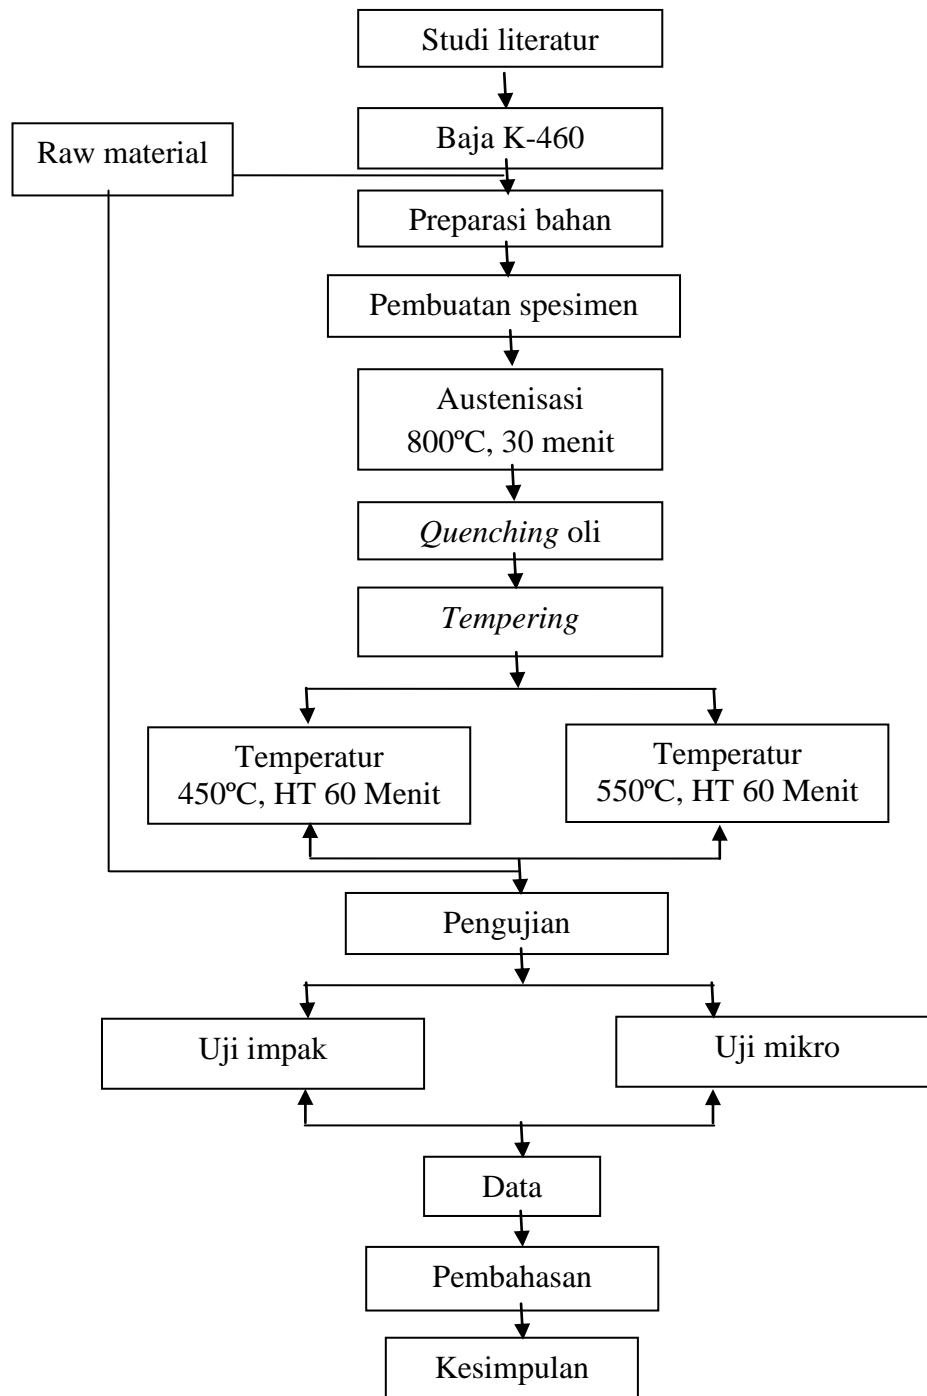 Studi literatur
Baja K-460
Raw material
Preparasi bahan
Pembuatan spesimen
Austenisasi
800ºC, 30 menit
Quenching oli
Tempering
Temperatur
450ºC, HT 60 Menit
Temperatur
550ºC, HT 60 Menit
Pengujian
Uji impak
Uji mikro
Data
Pembahasan
Kesimpulan